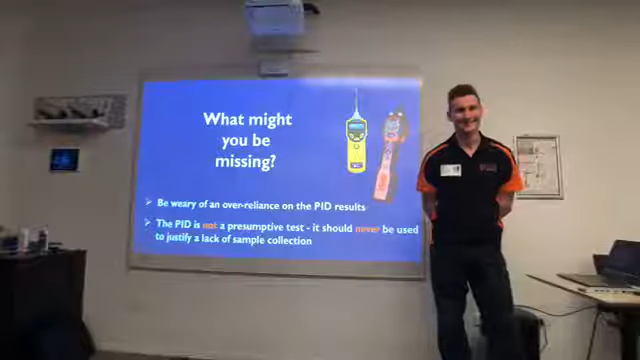 What might
you be
missing?
➢ Be weary of an over-reliance on the PID results
➢ The PID is not a presumptive test - it should never be used
to justify a lack of sample collection